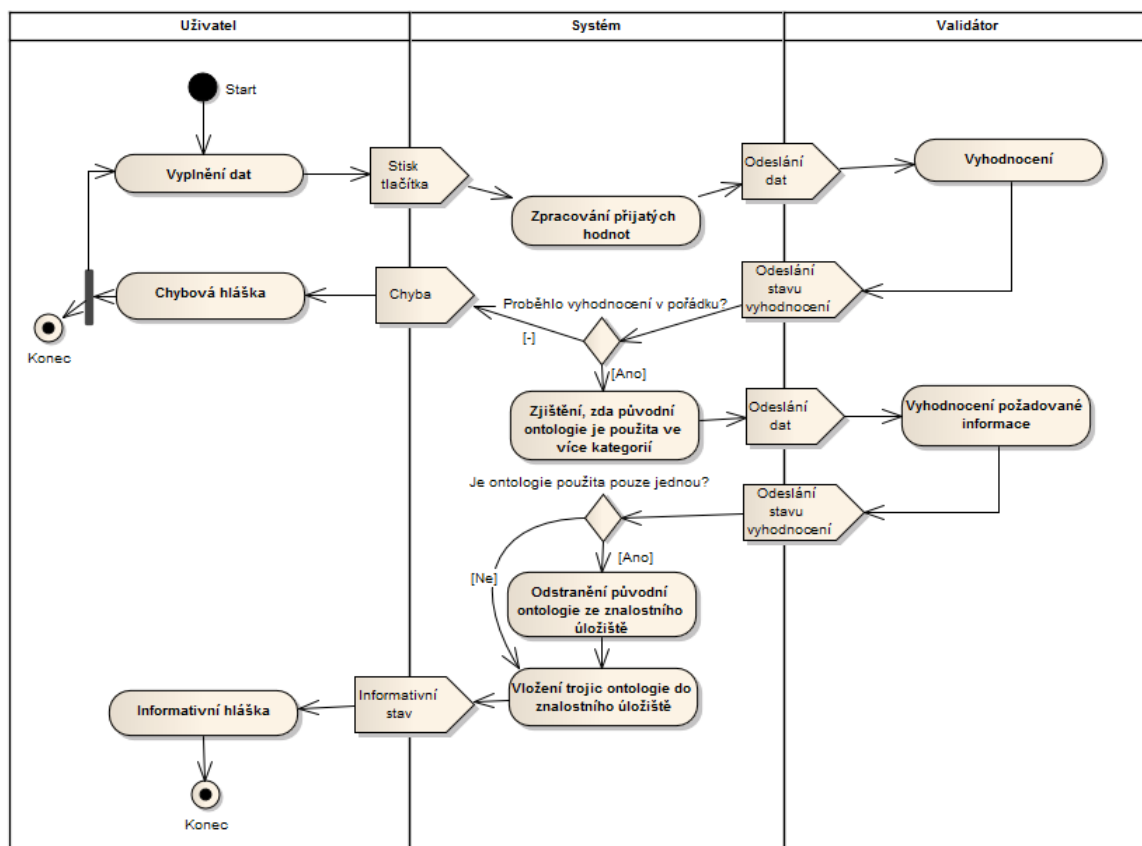 Uživatel
Systém
Validátor
Start
Vyplnění dat
Stisk
tlačítka
Zpracování přijatých
hodnot
Odeslání
dat
Vyhodnocení
Odeslání
stavu
vyhodnocení
Proběhlo vyhodnocení v pořádku?
Chyba
Chybová hláška
Konec
[-]
[Ano]
Zjištění, zda původní
ontologie je použita ve
více kategorií
Odeslání
dat
Vyhodnocení požadované
informace
Je ontologie použita pouze jednou?
Odeslání
stavu
vyhodnocení
[Ano]
[Ne]
Odstranění původní
ontologie ze znalostního
úložiště
Vložení trojic ontologie do
znalostního úložiště
Informativní
stav
Informativní hláška
Konec